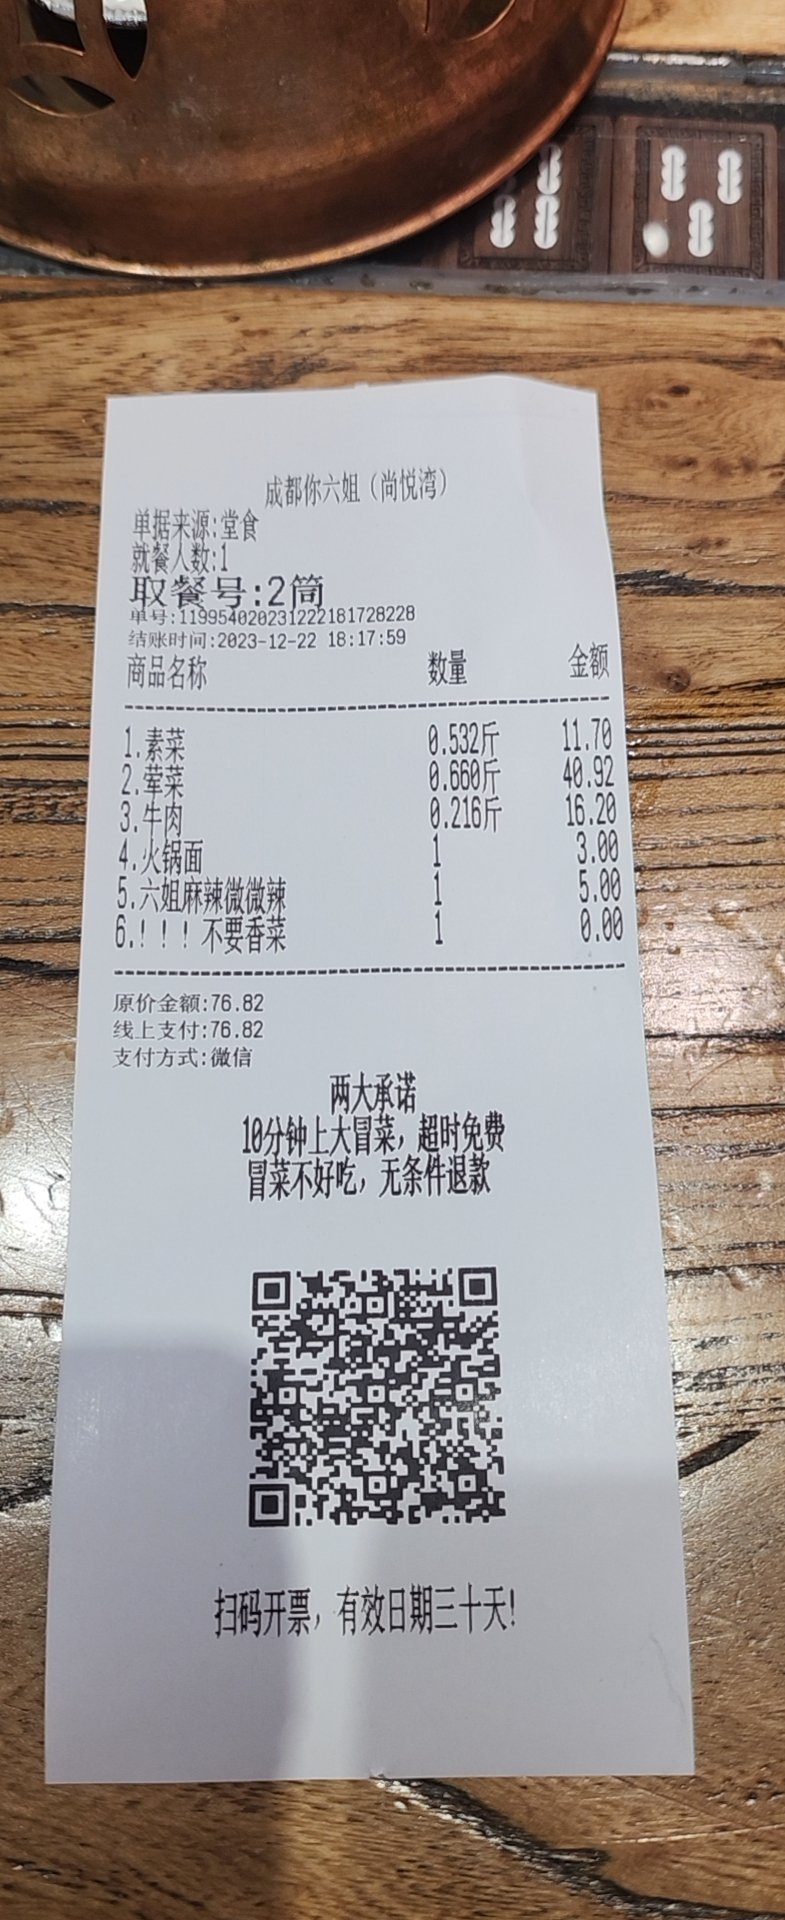 成都你六姐（尚悦湾）
单据来源:堂食
就餐人数:1
取餐号:2筒
单号:119954020231222181728228
结账时间:2023-12-22 18:17:59
商品名称 数量 金额
1.素菜 0.532斤 11.70
2.荤菜 0.660斤 40.92
3.牛肉 0.216斤 16.20
4.火锅面 1 3.00
5.六姐麻辣微微辣 1 5.00
6.！！！不要香菜 1 0.00
原价金额:76.82
线上支付:76.82
支付方式:微信
两大承诺
10分钟上大冒菜，超时免费
冒菜不好吃，无条件退款
扫码开票，有效日期三十天!